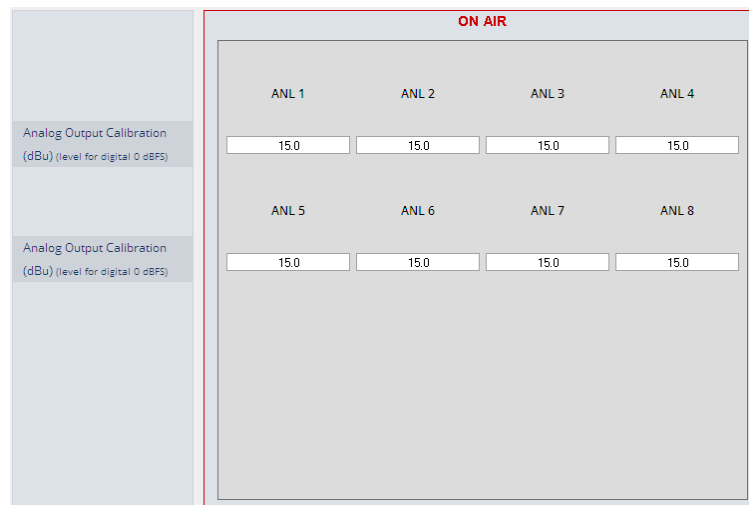 ON AIR
ANL 1 ANL 2 ANL 3 ANL 4
Analog Output Calibration
(dBu) (level for digital 0 dBFS)
15.0 15.0 15.0 15.0
ANL 5 ANL 6 ANL 7 ANL 8
Analog Output Calibration
(dBu) (level for digital 0 dBFS)
15.0 15.0 15.0 15.0